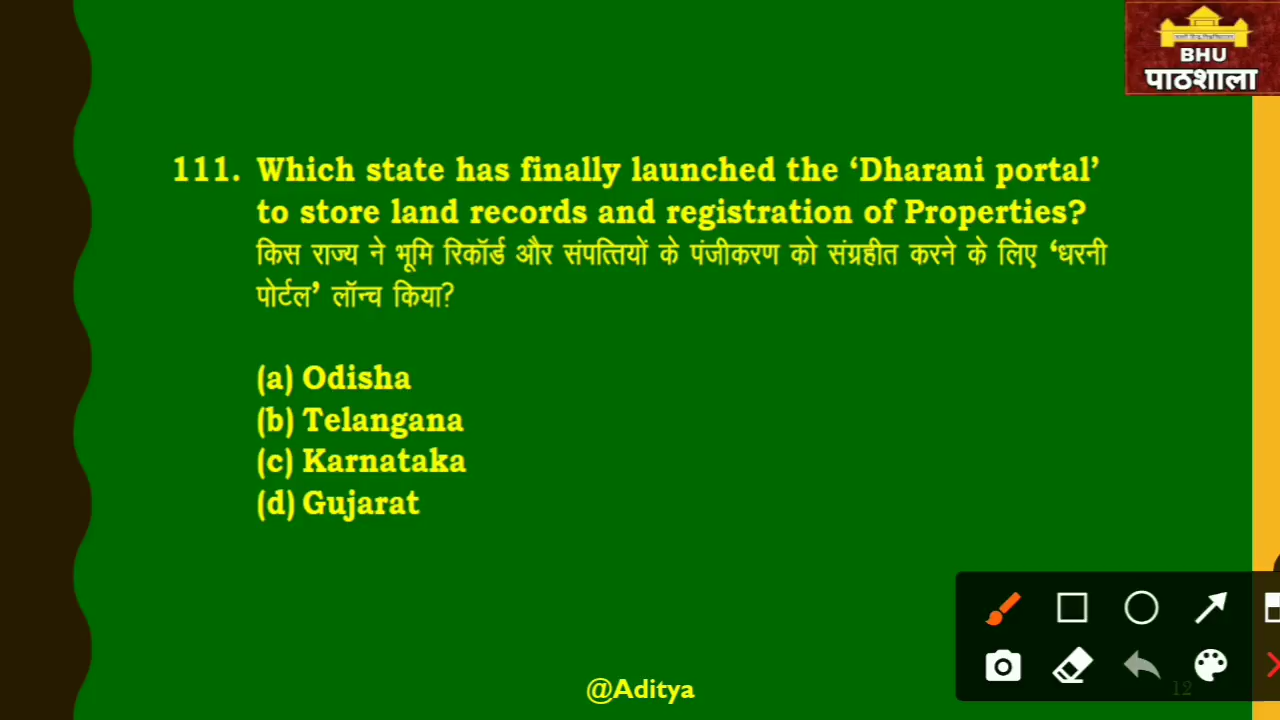 BHU
पाठशाला
111. Which state has finally launched the ‘Dharani portal’
to store land records and registration of Properties?
किस राज्य ने भूमि रिकॉर्ड और संपत्तियों के पंजीकरण को संग्रहीत करने के लिए ‘धरनी
पोर्टल’ लॉन्च किया?
(a) Odisha
(b) Telangana
(c) Karnataka
(d) Gujarat
@Aditya
12